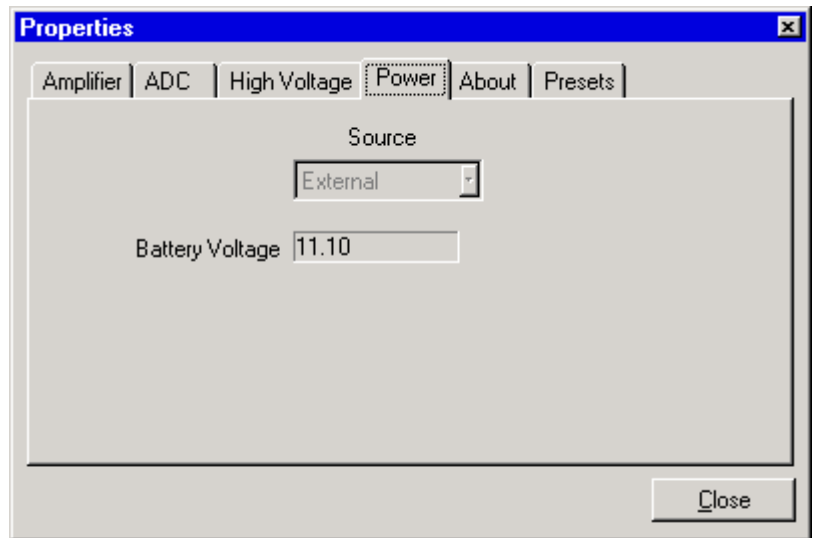 Properties
Amplifier ADC High Voltage Power About Presets
Source
External
Battery Voltage 11.10
Close